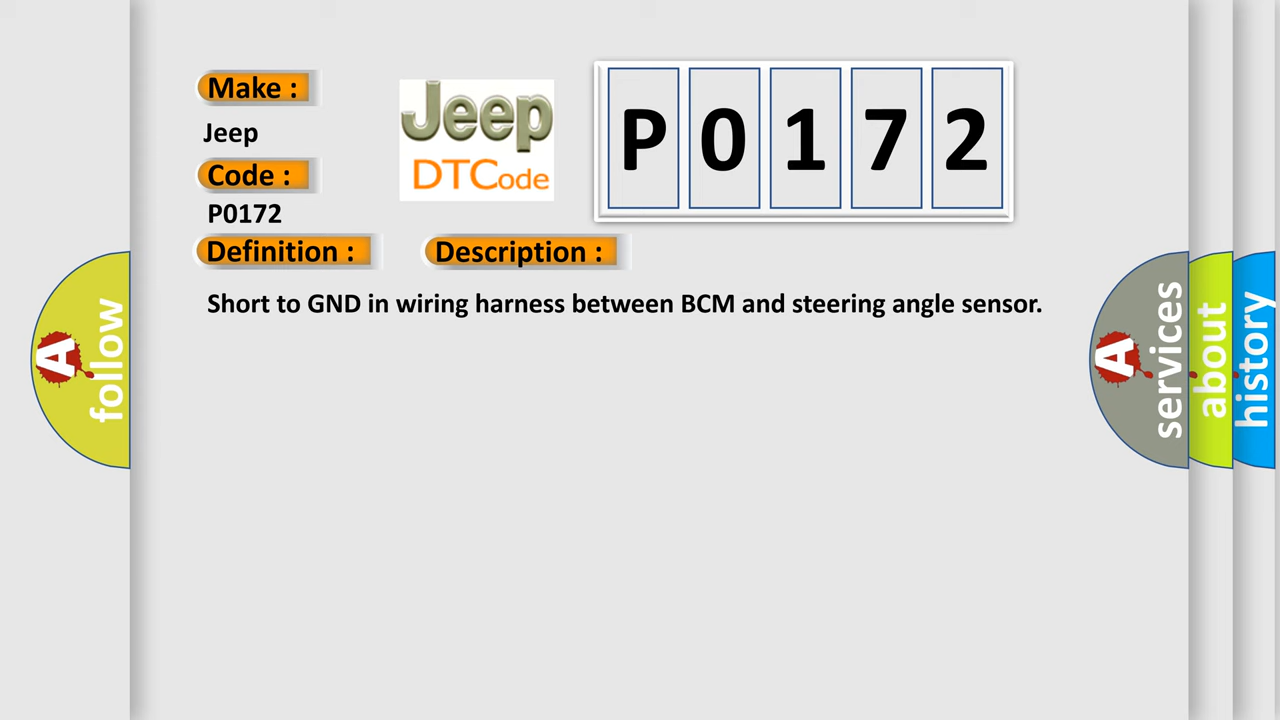 Make :
Jeep
Code :
P0172
Jeep
DTCode
P0172
Definition :
Description :
Short to GND in wiring harness between BCM and steering angle sensor.
A
follow
A
services
about
history